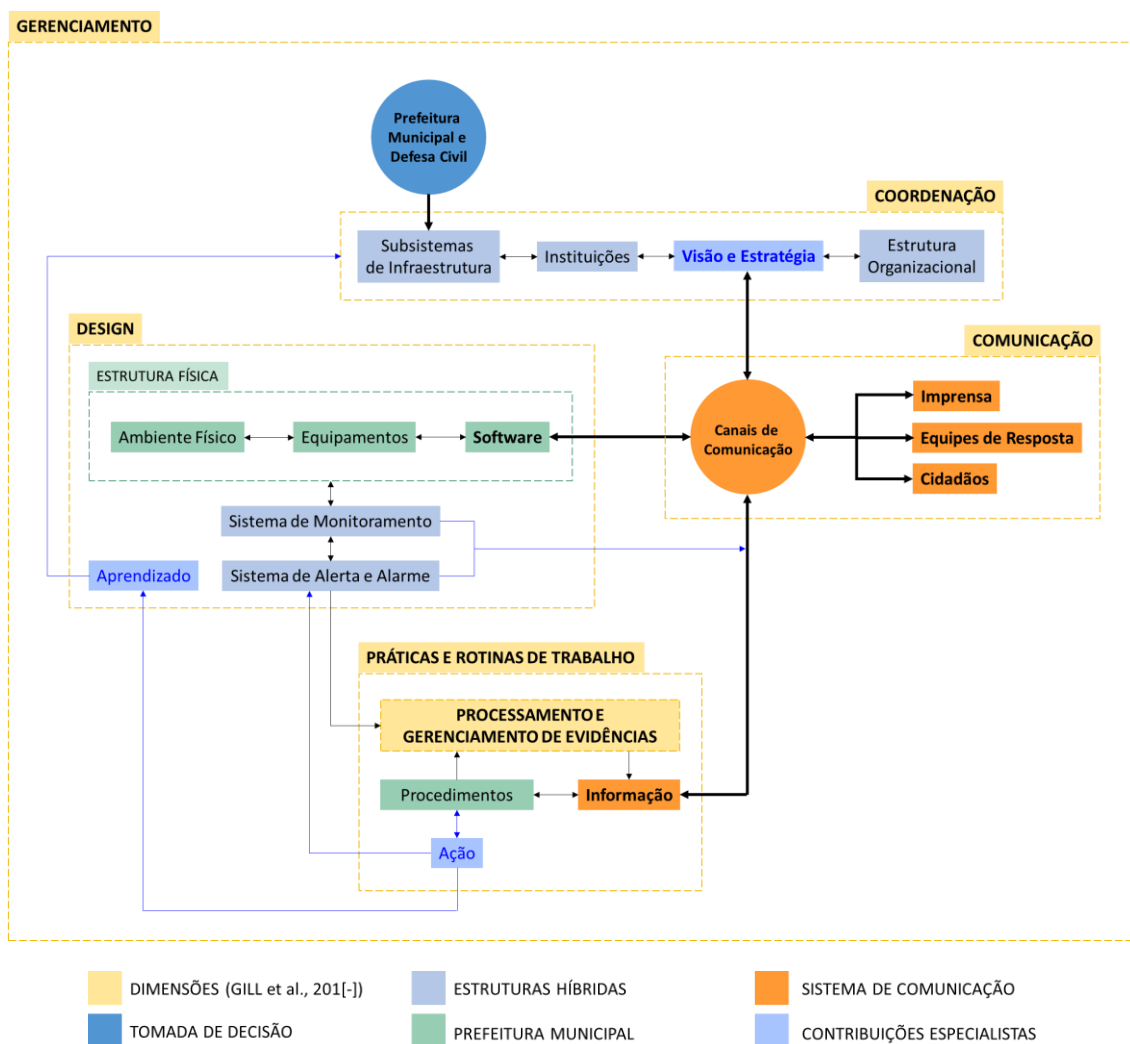 GERENCIAMENTO
Prefeitura
Municipal e
Defesa Civil
COORDENAÇÃO
Subsistemas
de Infraestrutura
Instituições
Visão e Estratégia
Estrutura
Organizacional
DESIGN
COMUNICAÇÃO
ESTRUTURA FÍSICA
Ambiente Físico
Equipamentos
Software
Canais de
Comunicação
Imprensa
Equipes de Resposta
Cidadãos
Sistema de Monitoramento
Aprendizado
Sistema de Alerta e Alarme
PRÁTICAS E ROTINAS DE TRABALHO
PROCESSAMENTO E
GERENCIAMENTO DE EVIDÊNCIAS
Procedimentos
Informação
Ação
DIMENSÕES (GILL et al., 201[-])
ESTRUTURAS HÍBRIDAS
SISTEMA DE COMUNICAÇÃO
TOMADA DE DECISÃO
PREFEITURA MUNICIPAL
CONTRIBUIÇÕES ESPECIALISTAS